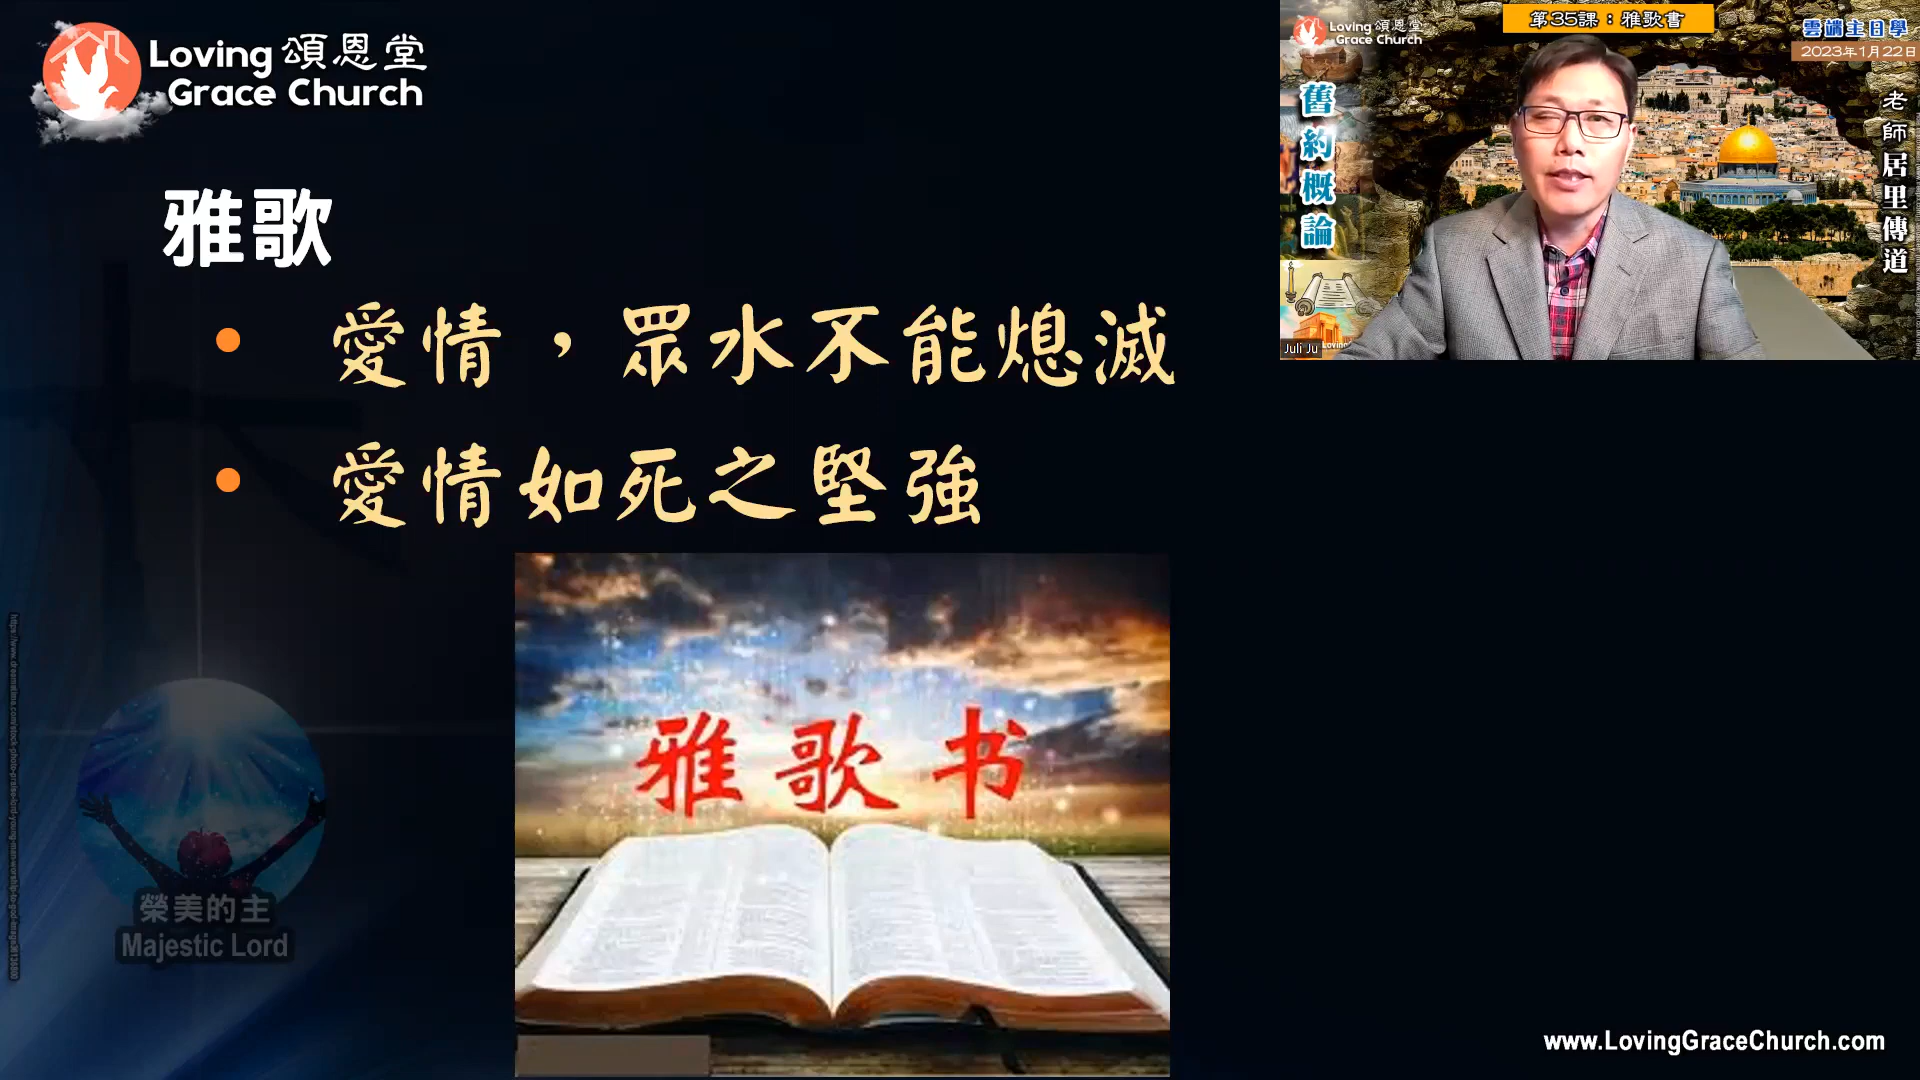 Loving 頌恩堂
Grace Church
雅歌
愛情，眾水不能熄滅
愛情如死之堅強
雅歌书
榮美的主
Majestic Lord
Loving 頌恩堂
Grace Church
第35課：雅歌書
雲端主日學
2023年1月22日
舊約概論
老師居里傳道
Juli Ju
www.LovingGraceChurch.com